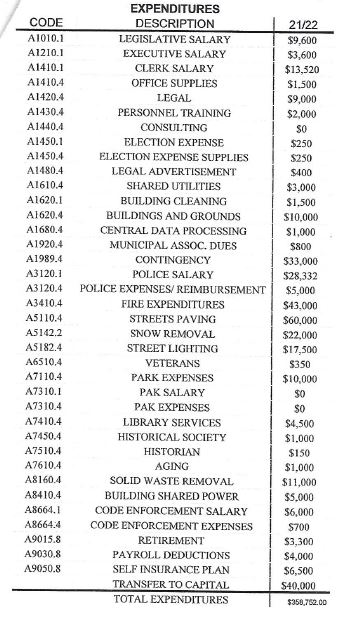 EXPENDITURES
CODE DESCRIPTION 21/22
A1010.1 LEGISLATIVE SALARY $9,600
A1210.1 EXECUTIVE SALARY $3,600
A1410.1 CLERK SALARY $13,520
A1410.4 OFFICE SUPPLIES $1,500
A1420.4 LEGAL $9,000
A1430.4 PERSONNEL TRAINING $2,000
A1440.4 CONSULTING $0
A1450.1 ELECTION EXPENSE $250
A1450.4 ELECTION EXPENSE SUPPLIES $250
A1480.4 LEGAL ADVERTISEMENT $400
A1610.4 SHARED UTILITIES $3,000
A1620.1 BUILDING CLEANING $1,500
A1620.4 BUILDINGS AND GROUNDS $10,000
A1680.4 CENTRAL DATA PROCESSING $1,000
A1920.4 MUNICIPAL ASSOC. DUES $800
A1989.4 CONTINGENCY $33,000
A3120.1 POLICE SALARY $28,332
A3120.4 POLICE EXPENSES/ REIMBURSEMENT $5,000
A3410.4 FIRE EXPENDITURES $43,000
A5110.4 STREETS PAVING $60,000
A5142.2 SNOW REMOVAL $22,000
A5182.4 STREET LIGHTING $17,500
A6510.4 VETERANS $350
A7110.4 PARK EXPENSES $10,000
A7310.1 PAK SALARY $0
A7310.4 PAK EXPENSES $0
A7410.4 LIBRARY SERVICES $4,500
A7450.4 HISTORICAL SOCIETY $1,000
A7510.4 HISTORIAN $150
A7610.4 AGING $1,000
A8160.4 SOLID WASTE REMOVAL $11,000
A8410.4 BUILDING SHARED POWER $5,000
A8664.1 CODE ENFORCEMENT SALARY $6,000
A8664.4 CODE ENFORCEMENT EXPENSES $700
A9015.8 RETIREMENT $3,300
A9030.8 PAYROLL DEDUCTIONS $4,000
A9050.8 SELF INSURANCE PLAN $6,500
TRANSFER TO CAPITAL $40,000
TOTAL EXPENDITURES $358,752.00